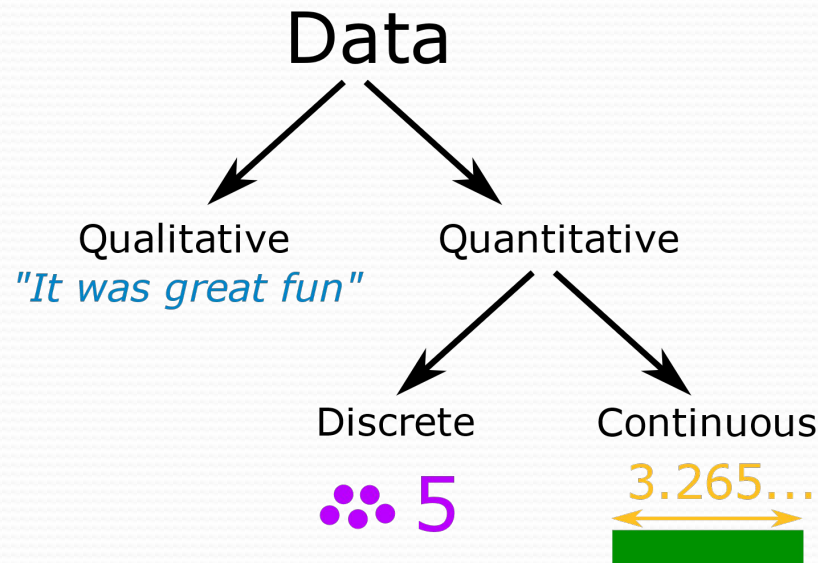 Data
Qualitative Quantitative
"It was great fun"
Discrete Continuous
5 3.265...